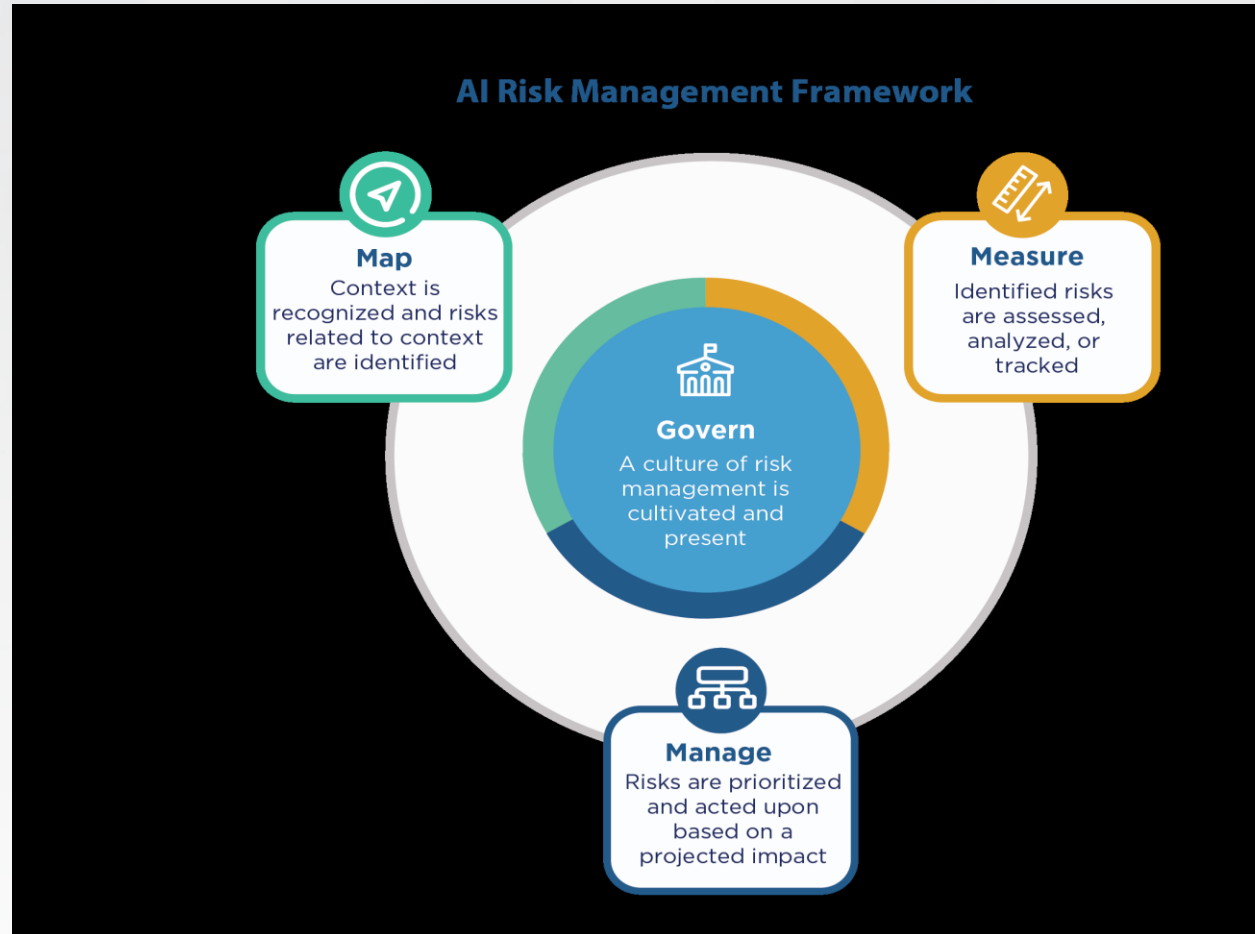 AI Risk Management Framework
Map
Context is
recognized and risks
related to context
are identified
Measure
Identified risks
are assessed,
analyzed, or
tracked
Govern
A culture of risk
management is
cultivated and
present
Manage
Risks are prioritized
and acted upon
based on a
projected impact